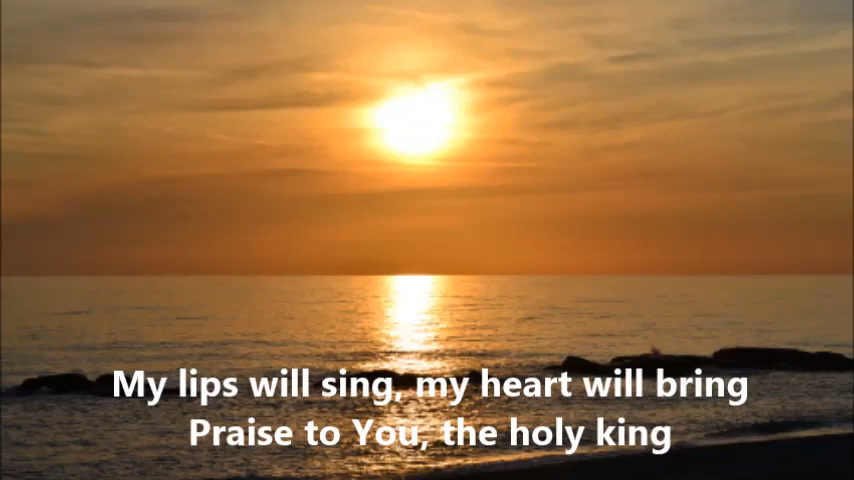 My lips will sing, my heart will bring
Praise to You, the holy king